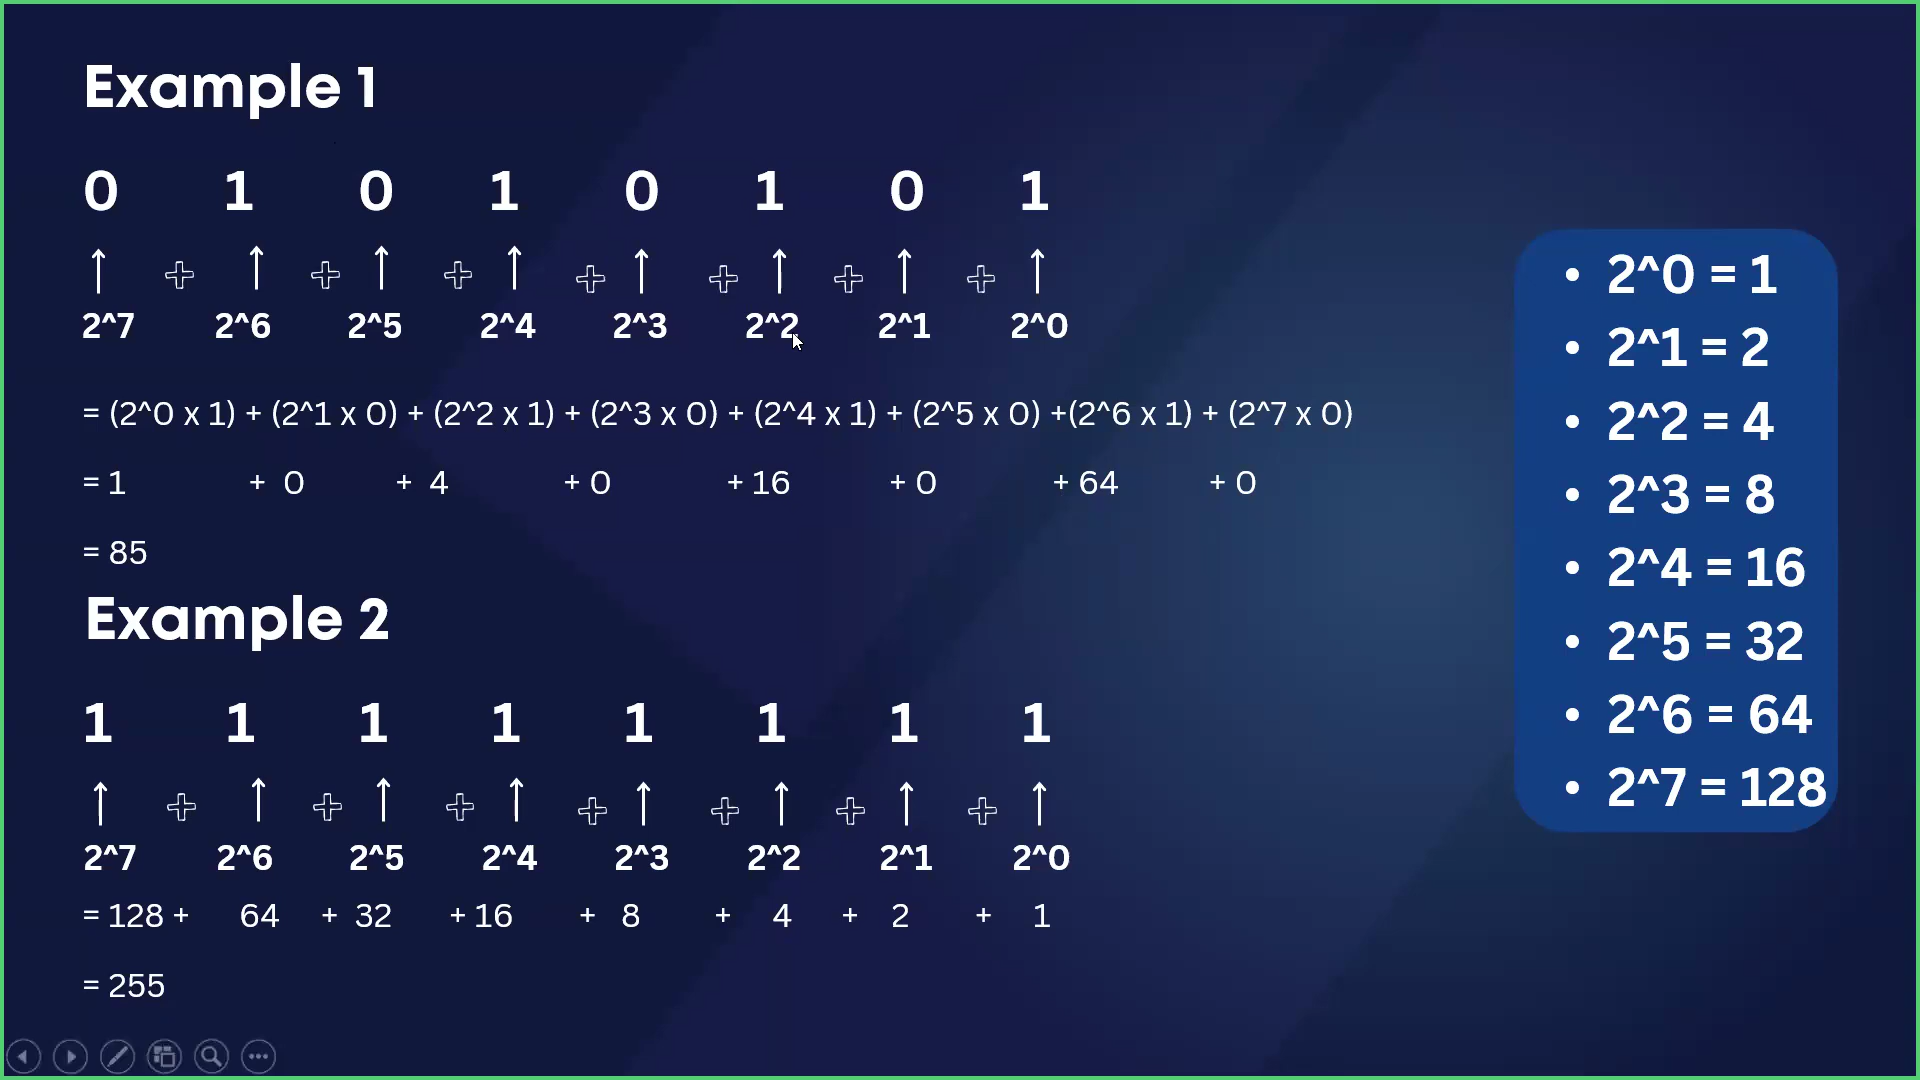 Example 1
0 1 0 1 0 1 0 1
+ + + + + + +
2^7 2^6 2^5 2^4 2^3 2^2 2^1 2^0
= (2^0 x 1) + (2^1 x 0) + (2^2 x 1) + (2^3 x 0) + (2^4 x 1) + (2^5 x 0) +(2^6 x 1) + (2^7 x 0)
= 1 + 0 + 4 + 0 + 16 + 0 + 64 + 0
= 85
Example 2
1 1 1 1 1 1 1 1
+ + + + + + +
2^7 2^6 2^5 2^4 2^3 2^2 2^1 2^0
= 128 + 64 + 32 + 16 + 8 + 4 + 2 + 1
= 255
• 2^0 = 1
• 2^1 = 2
• 2^2 = 4
• 2^3 = 8
• 2^4 = 16
• 2^5 = 32
• 2^6 = 64
• 2^7 = 128